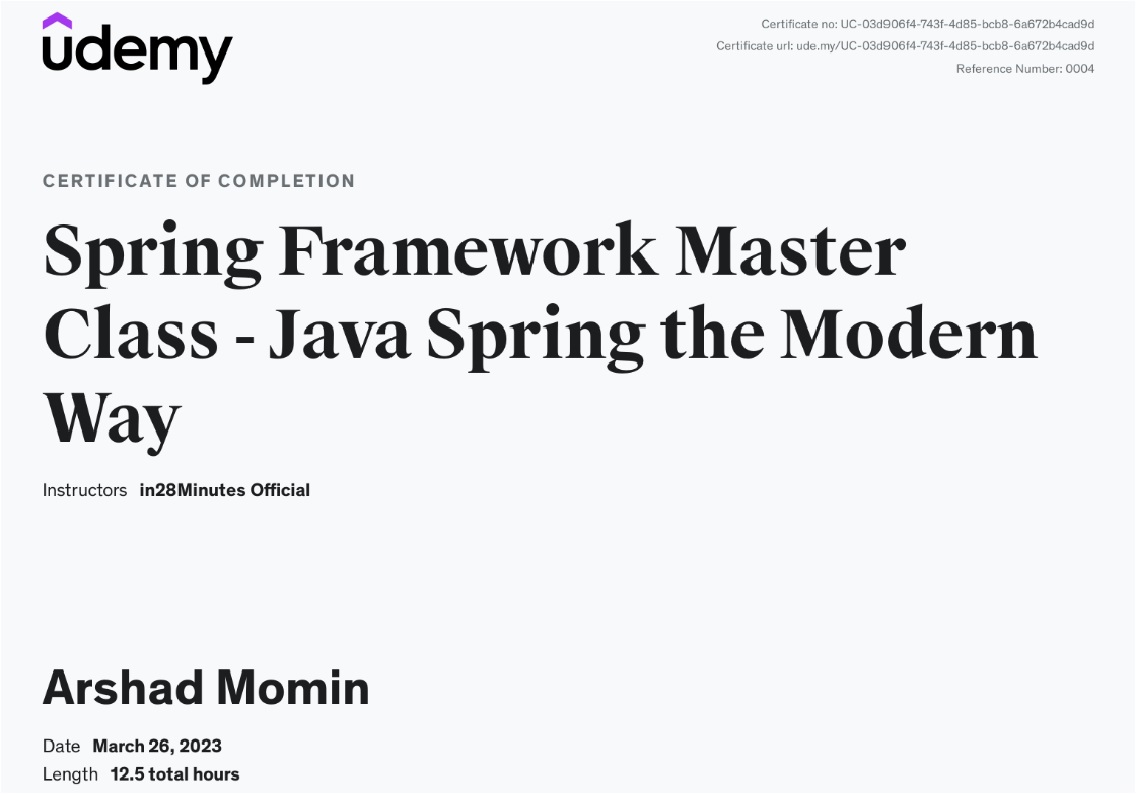 udemy
Certificate no: UC-03d906f4-743f-4d85-bcb8-6a672b4cad9d
Certificate url: ude.my/UC-03d906f4-743f-4d85-bcb8-6a672b4cad9d
Reference Number: 0004
CERTIFICATE OF COMPLETION
Spring Framework Master
Class - Java Spring the Modern
Way
Instructors in28Minutes Official
Arshad Momin
Date March 26, 2023
Length 12.5 total hours